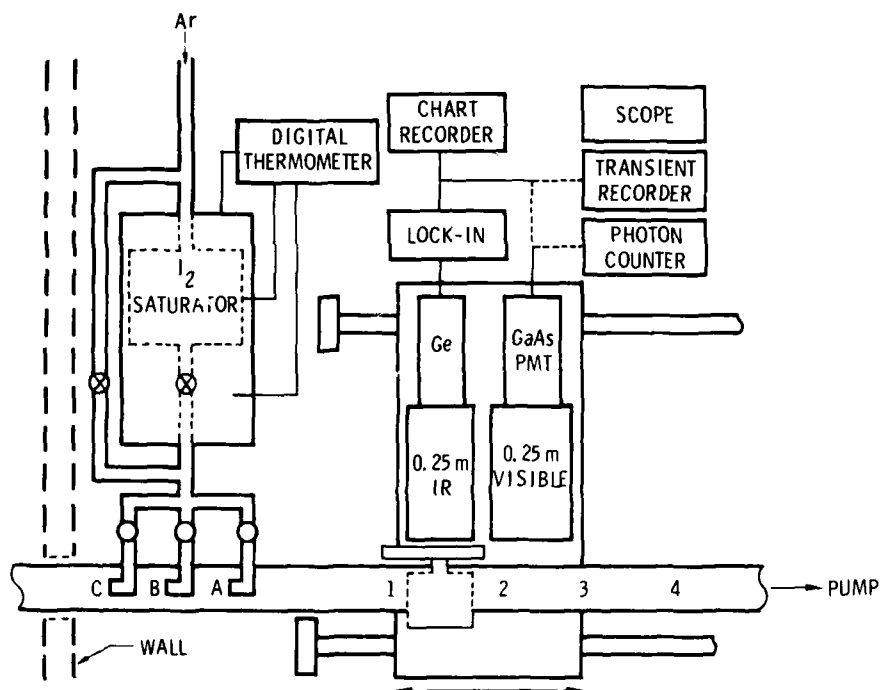 Ar
DIGITAL
THERMOMETER
CHART
RECORDER
SCOPE
TRANSIENT
RECORDER
LOCK-IN
PHOTON
COUNTER
I2
SATURATOR
Ge
GaAs
PMT
0.25 m
IR
0.25 m
VISIBLE
C
B
A
1
2
3
4
PUMP
WALL